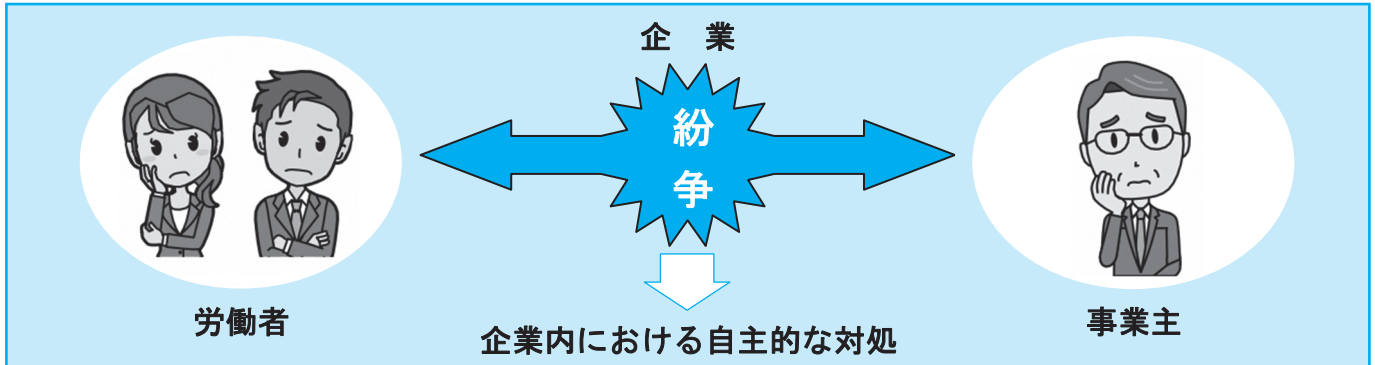 企　業
紛
争
労働者
事業主
企業内における自主的な対処